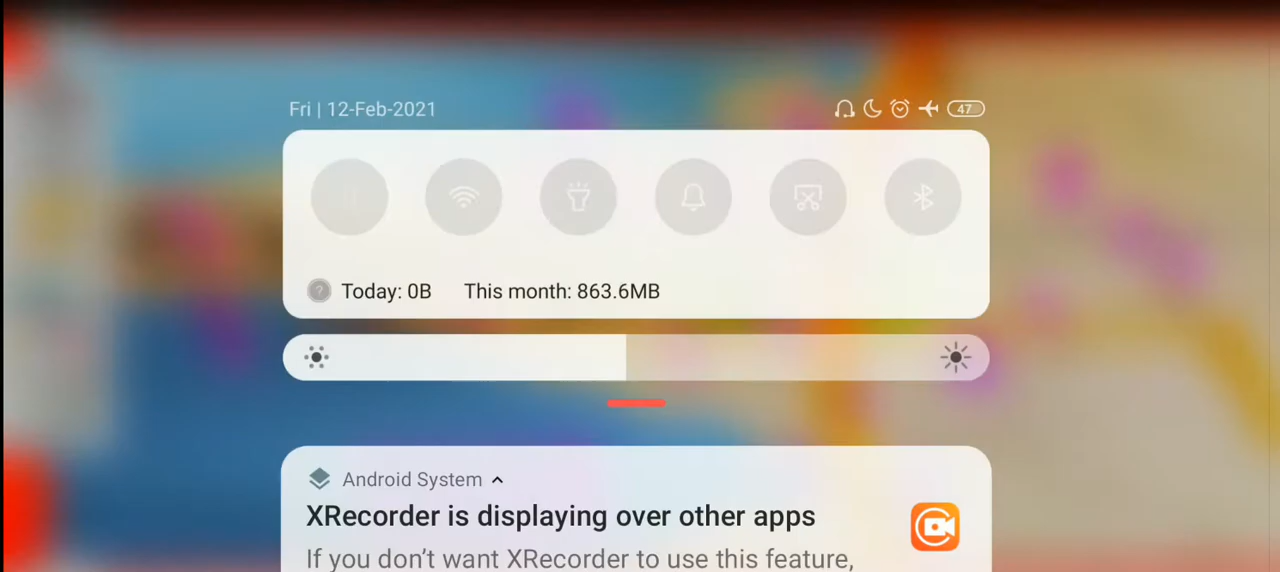 Fri | 12-Feb-2021
47
Today: 0B This month: 863.6MB
Android System
XRecorder is displaying over other apps
If you don't want XRecorder to use this feature,